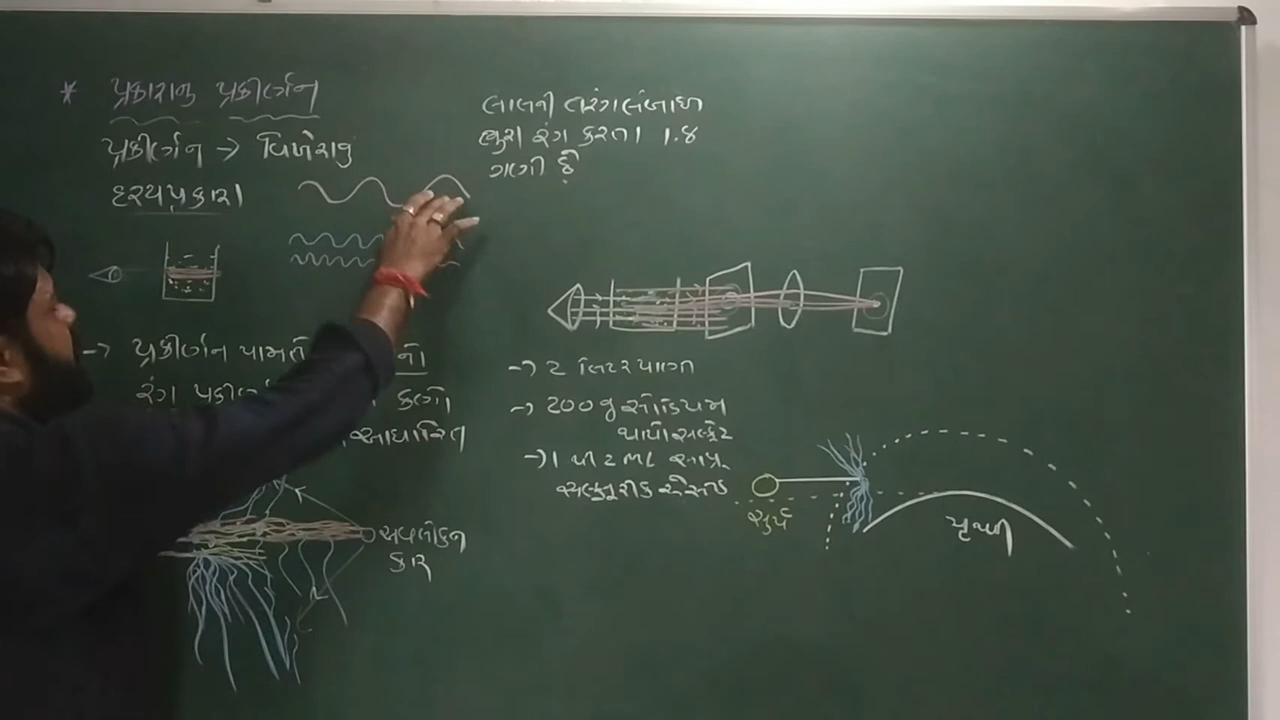 * પ્રકાશનુ પ્રકીર્ણન
પ્રકીર્ણન → વિખેરાવું
દ્રશ્યપ્રકાશ
→ પ્રકીર્ણન પામતા નો
રંગ પ્રકીર્ણ કણો
આધારિત
અવલોકન
કાર
લાલની તરંગલંબાઇ
ભુરા રંગ કરતા 1.8
ગણી છે
→ 2 લિટર પાણી
→ 200 g સોડિયમ
થાયોસલ્ફેટ
→ 1 થી 2 ml સાંદ્ર
સલ્ફ્યુરીક એસિડ
સુર્ય
પૃથ્વી